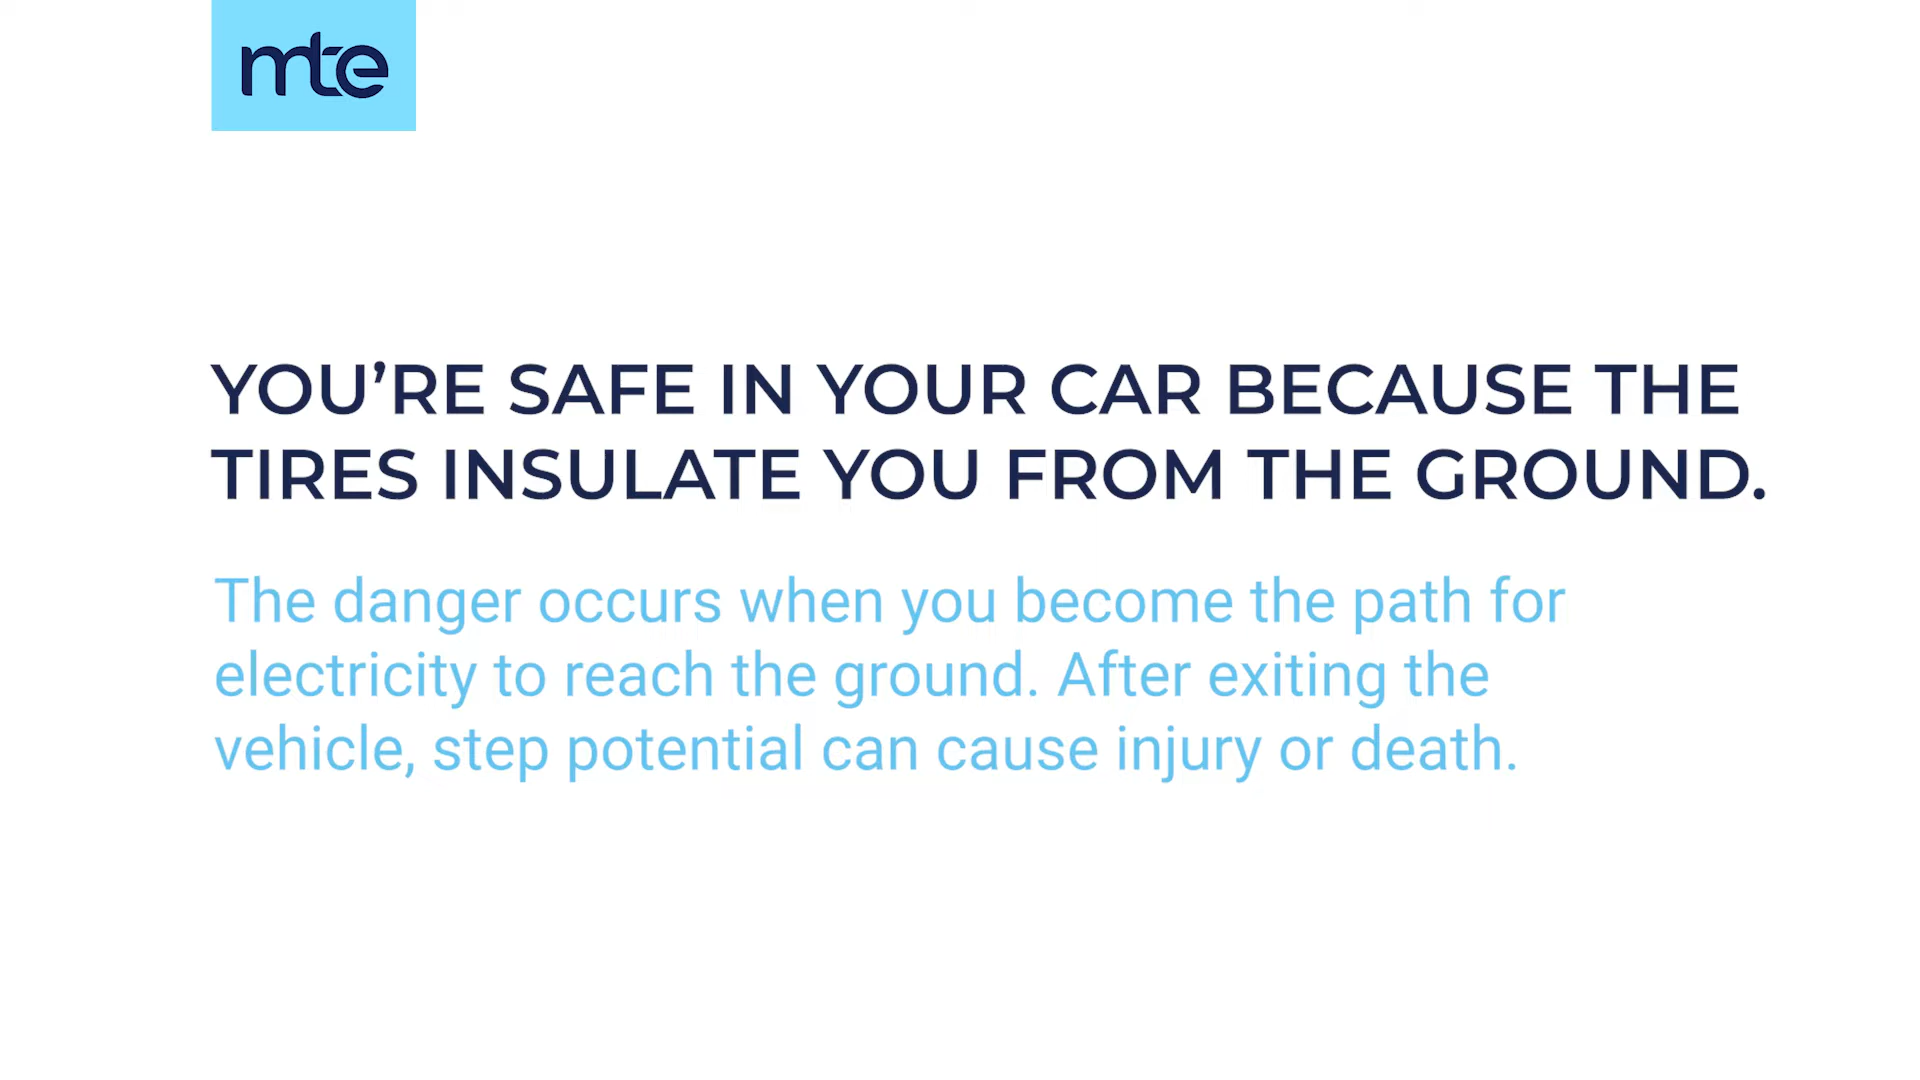 mte
YOU’RE SAFE IN YOUR CAR BECAUSE THE
TIRES INSULATE YOU FROM THE GROUND.
The danger occurs when you become the path for
electricity to reach the ground. After exiting the
vehicle, step potential can cause injury or death.